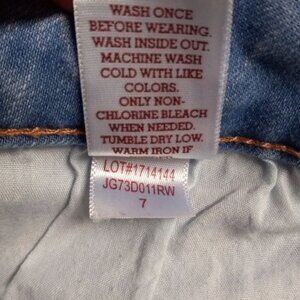 WASH ONCE
BEFORE WEARING.
WASH INSIDE OUT.
MACHINE WASH
COLD WITH LIKE
COLORS.
ONLY NON-
CHLORINE BLEACH
WHEN NEEDED.
TUMBLE DRY LOW.
WARM IRON IF
LOT#1714144
JG73D011RW
7